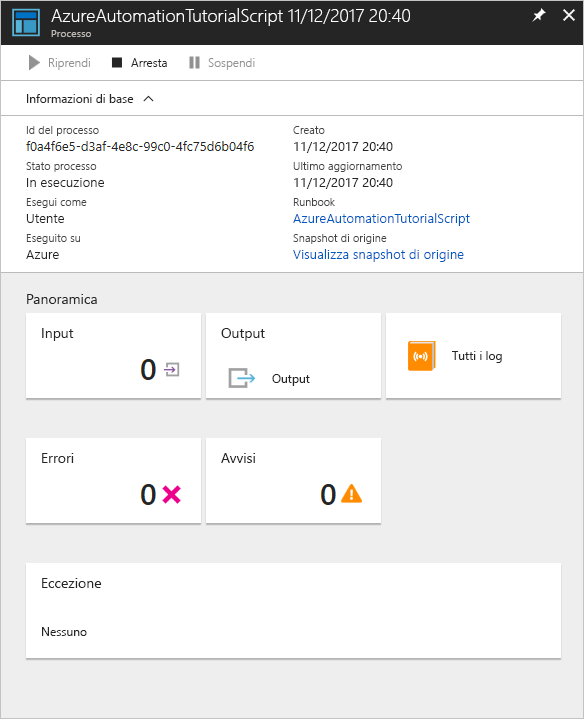 AzureAutomationTutorialScript 11/12/2017 20:40
Processo
Riprendi
Arresta
Sospendi
Informazioni di base
Id del processo
f0a4f6e5-d3af-4e8c-99c0-4fc75d6b04f6
Creato
11/12/2017 20:40
Stato processo
In esecuzione
Ultimo aggiornamento
11/12/2017 20:40
Esegui come
Utente
Runbook
AzureAutomationTutorialScript
Eseguito su
Azure
Snapshot di origine
Visualizza snapshot di origine
Panoramica
Input
0
Output
Output
Tutti i log
Errori
0
Avvisi
0
Eccezione
Nessuno